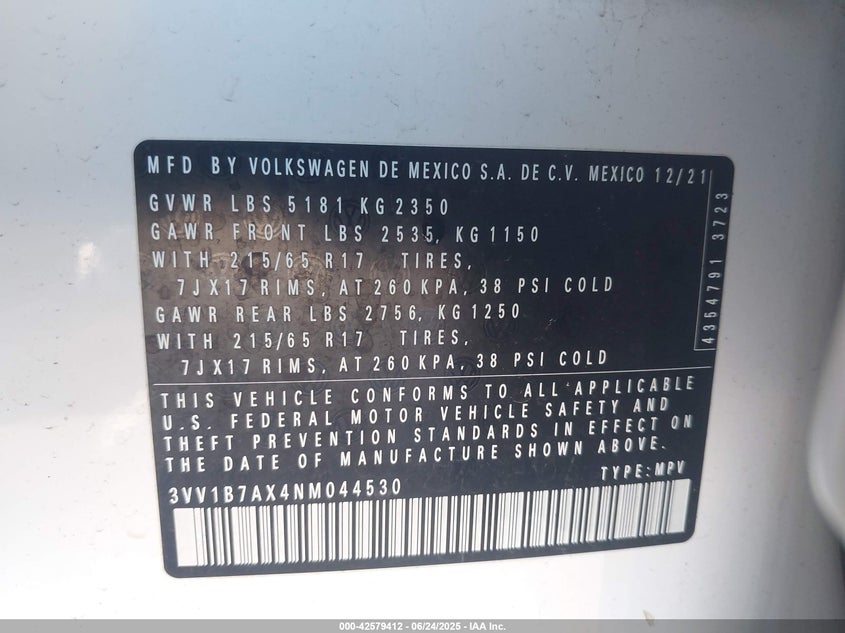 MFD BY VOLKSWAGEN DE MEXICO S.A. DE C.V. MEXICO 12/21
GVWR LBS 5181 KG 2350
GAWR FRONT LBS 2535, KG 1150
WITH 215/65 R17 TIRES,
7JX17 RIMS, AT 260 KPA, 38 PSI COLD
GAWR REAR LBS 2756, KG 1250
WITH 215/65 R17 TIRES,
7JX17 RIMS, AT 260 KPA, 38 PSI COLD
4354791 3723
THIS VEHICLE CONFORMS TO ALL APPLICABLE
U.S. FEDERAL MOTOR VEHICLE SAFETY AND
THEFT PREVENTION STANDARDS IN EFFECT ON
THE DATE OF MANUFACTURE SHOWN ABOVE.
TYPE: MPV
3VV1B7AX4NM044530
000-42579412 - 06/24/2025 - IAA Inc.